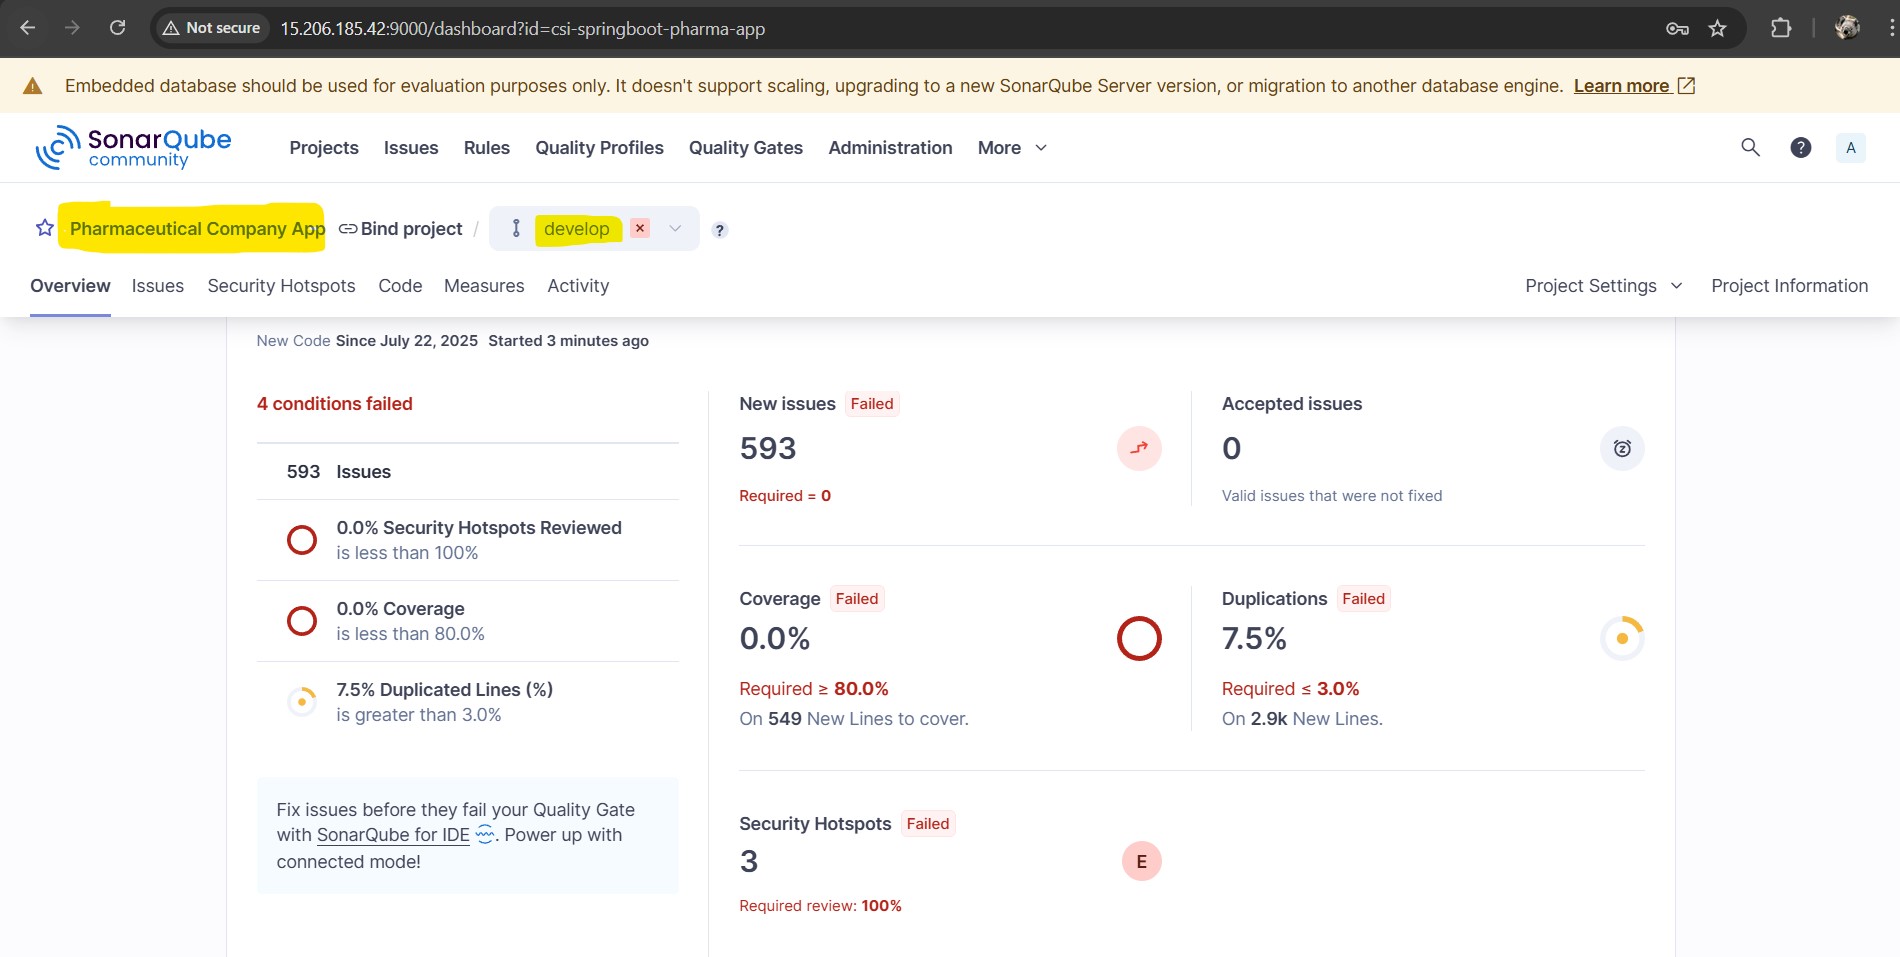 Not secure 15.206.185.42:9000/dashboard?id=csi-springboot-pharma-app
Embedded database should be used for evaluation purposes only. It doesn't support scaling, upgrading to a new SonarQube Server version, or migration to another database engine. Learn more
SonarQube
community
Projects Issues Rules Quality Profiles Quality Gates Administration More ? A
Pharmaceutical Company App Bind project / develop ?
Overview Issues Security Hotspots Code Measures Activity Project Settings Project Information
New Code Since July 22, 2025 Started 3 minutes ago
4 conditions failed
593 Issues
0.0% Security Hotspots Reviewed
is less than 100%
0.0% Coverage
is less than 80.0%
7.5% Duplicated Lines (%)
is greater than 3.0%
Fix issues before they fail your Quality Gate
with SonarQube for IDE. Power up with
connected mode!
New issues Failed
593
Required = 0
Accepted issues
0
Valid issues that were not fixed
Coverage Failed
0.0%
Required ≥ 80.0%
On 549 New Lines to cover.
Duplications Failed
7.5%
Required ≤ 3.0%
On 2.9k New Lines.
Security Hotspots Failed
3
E
Required review: 100%